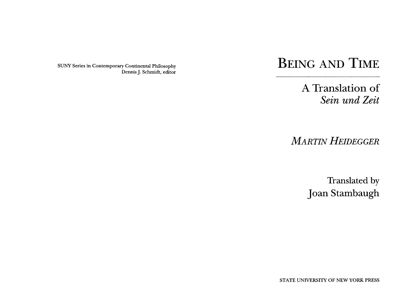 SUNY Series in Contemporary Continental Philosophy
Dennis J. Schmidt, editor
BEING AND TIME
A Translation of
Sein und Zeit
MARTIN HEIDEGGER
Translated by
Joan Stambaugh
STATE UNIVERSITY OF NEW YORK PRESS